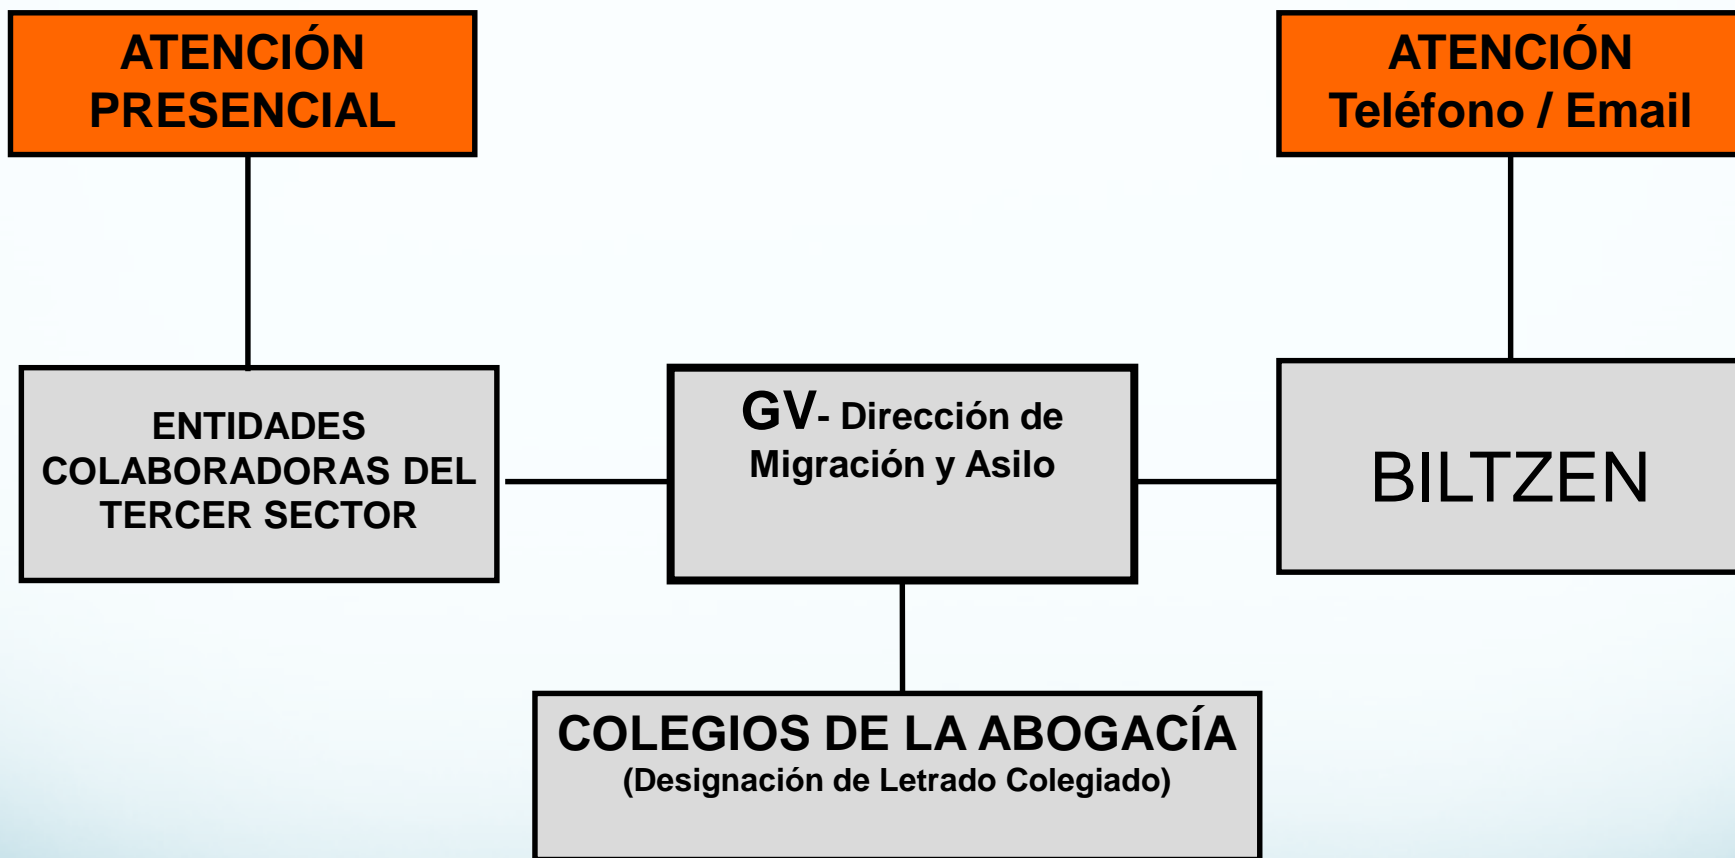 ATENCIÓN
PRESENCIAL
ATENCIÓN
Teléfono / Email
ENTIDADES
COLABORADORAS DEL
TERCER SECTOR
GV- Dirección de
Migración y Asilo
BILTZEN
COLEGIOS DE LA ABOGACÍA
(Designación de Letrado Colegiado)